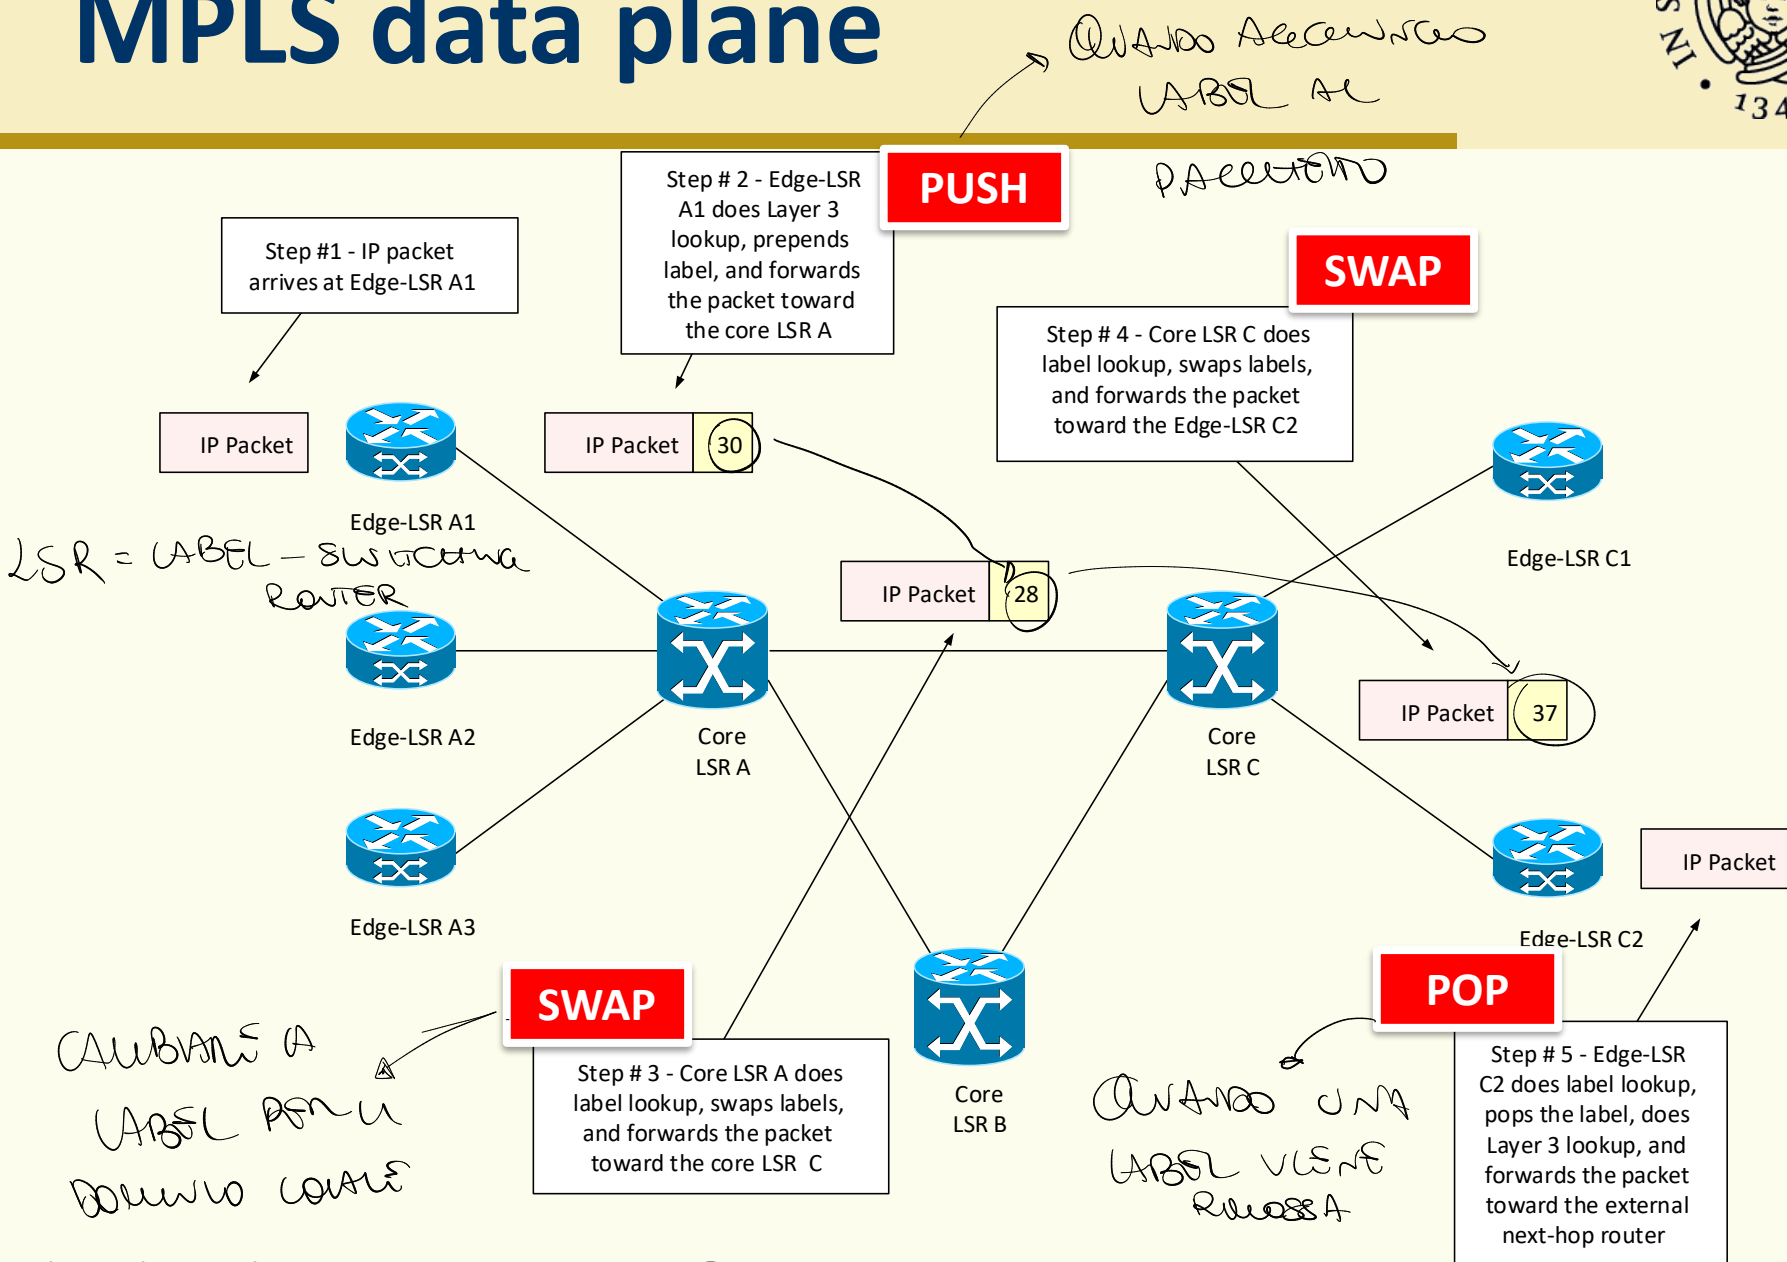 MPLS data plane
QUANDO AGGIUNGO
LABEL AL
PACCHETTO
IN
134
PUSH
Step # 2 - Edge-LSR
A1 does Layer 3
lookup, prepends
label, and forwards
the packet toward
the core LSR A
Step #1 - IP packet
arrives at Edge-LSR A1
SWAP
Step # 4 - Core LSR C does
label lookup, swaps labels,
and forwards the packet
toward the Edge-LSR C2
IP Packet
IP Packet 30
Edge-LSR A1
LSR = LABEL - SWITCHING
ROUTER
Edge-LSR C1
IP Packet 28
IP Packet 37
Edge-LSR A2
Core
LSR A
Core
LSR C
IP Packet
Edge-LSR A3
Edge-LSR C2
SWAP
POP
CAMBIARE LA
LABEL PER IL
DOMINIO LOCALE
Step # 3 - Core LSR A does
label lookup, swaps labels,
and forwards the packet
toward the core LSR C
Core
LSR B
QUANDO UNA
LABEL VIENE
RIMOSSA
Step # 5 - Edge-LSR
C2 does label lookup,
pops the label, does
Layer 3 lookup, and
forwards the packet
toward the external
next-hop router